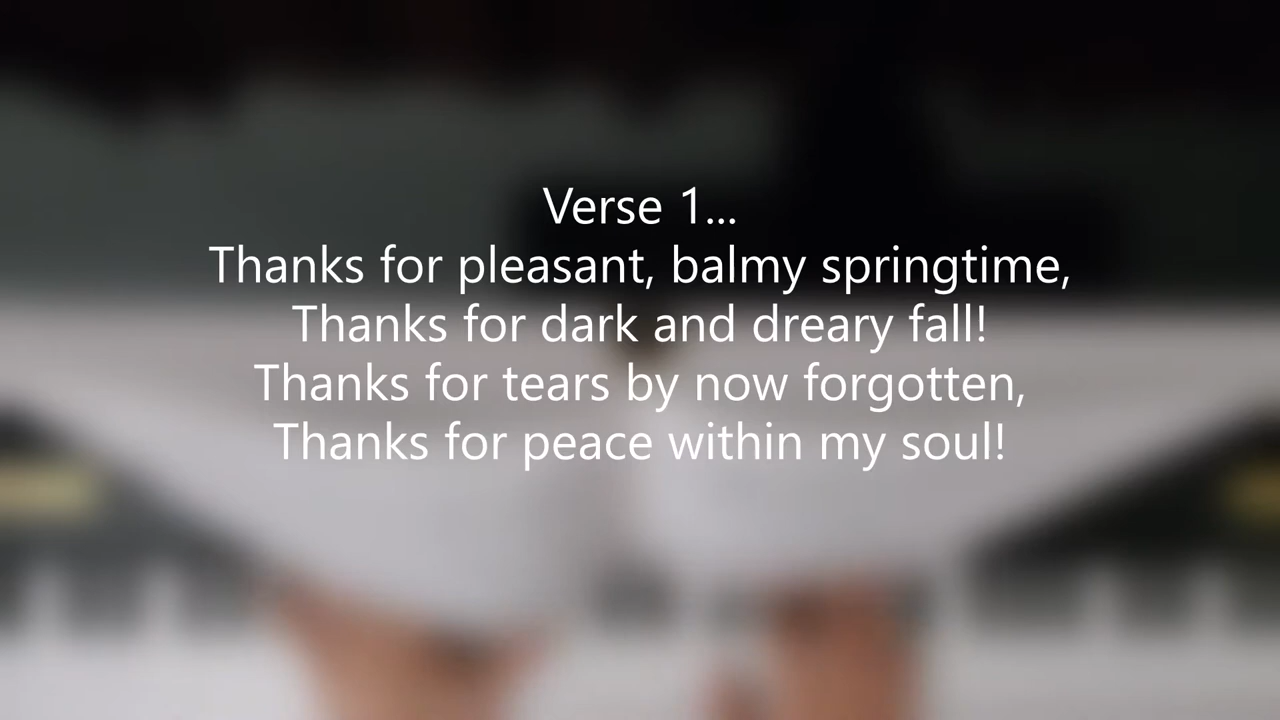 Verse 1...
Thanks for pleasant, balmy springtime,
Thanks for dark and dreary fall!
Thanks for tears by now forgotten,
Thanks for peace within my soul!